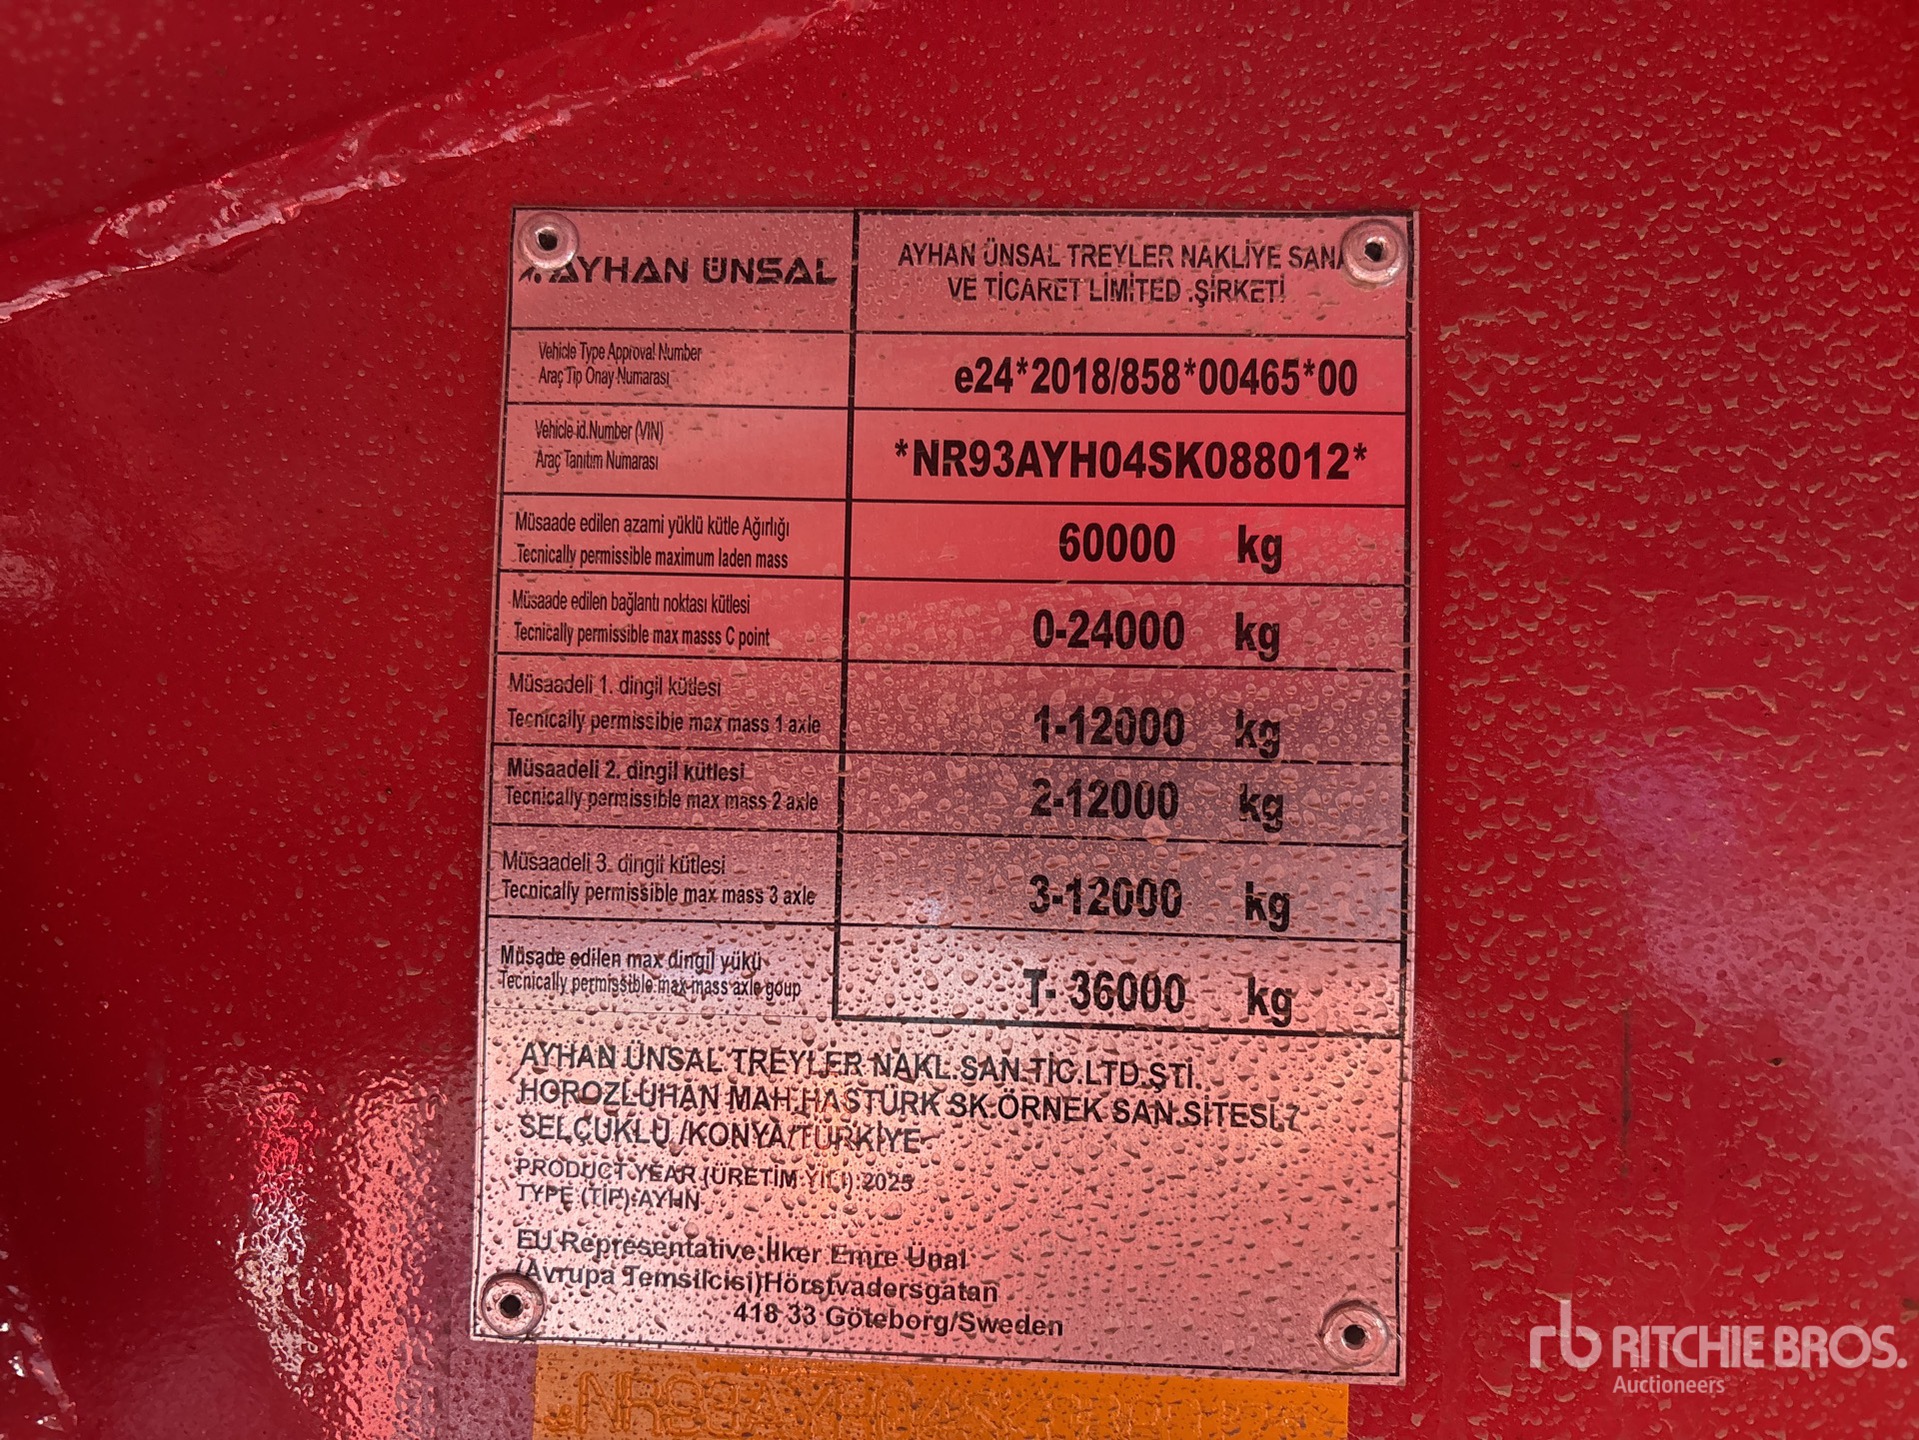 AYHAN ÜNSAL
AYHAN ÜNSAL TREYLER NAKLİYE SANA
VE TİCARET LİMİTED .ŞİRKETİ
Vehicle Type Approval Number
Araç Tip Onay Numarası
e24*2018/858*00465*00
Vehicle id.Number (VIN)
Araç Tanıtım Numarası
*NR93AYH04SK088012*
Müsaade edilen azami yüklü kütle Ağırlığı
Tecnically permissible maximum laden mass
60000 kg
Müsaade edilen bağlantı noktası kütlesi
Tecnically permissible max masss C point
0-24000 kg
Müsaadeli 1. dingil kütlesi
Tecnically permissible max mass 1 axle
1-12000 kg
Müsaadeli 2. dingil kütlesi
Tecnically permissible max mass 2 axle
2-12000 kg
Müsaadeli 3. dingil kütlesi
Tecnically permissible max mass 3 axle
3-12000 kg
Müsade edilen max dingil yükü
Tecnically permissible max mass axle goup
T- 36000 kg
AYHAN ÜNSAL TREYLER NAKL.SAN.TİC.LTD.ŞTİ.
HOROZLUHAN MAH.HASTÜRK SK.ÖRNEK SAN.SİTESİ.7
SELÇUKLU /KONYA/TÜRKİYE
PRODUCT YEAR (ÜRETİM YILI):2025
TYPE (TİP):AYHN
EU Representative:İlker Emre Ünal
(Avrupa Temsilcisi)Hörstvadersgatan
418 33 Göteborg/Sweden
NR93AYH04SK
rb RITCHIE BROS.
Auctioneers